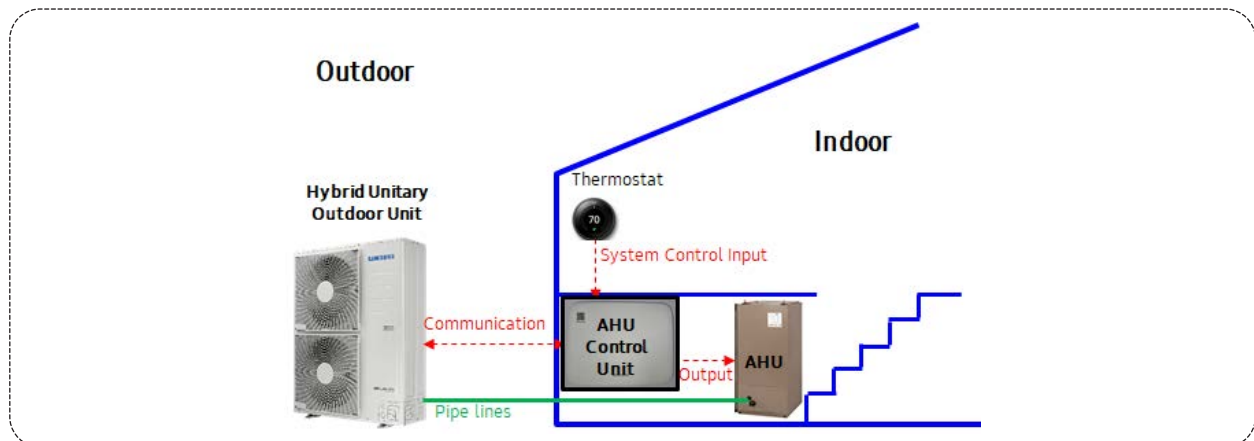 Outdoor
Indoor
Hybrid Unitary
Outdoor Unit
Thermostat
70
System Control Input
SAMSUNG
Communication
AHU
Control
Unit
Output
AHU
Pipe lines